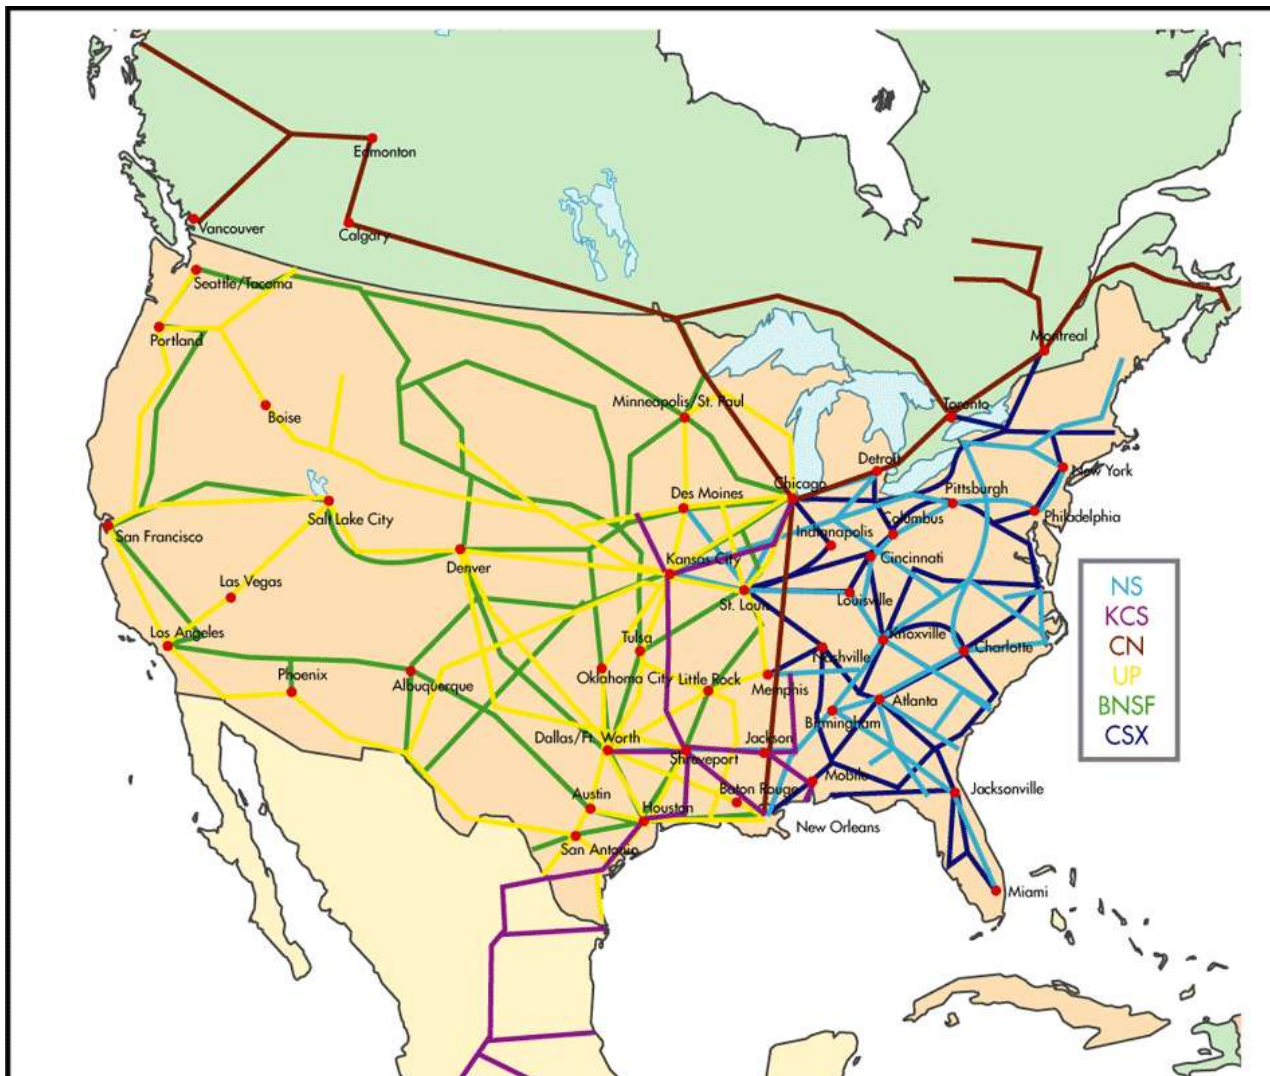 Edmonton
Vancouver
Calgary
Seattle/Tacoma
Portland
Montreal
Boise
Minneapolis/St. Paul
Toronto
Detroit
New York
Chicago
Salt Lake City
Des Moines
Pittsburgh
Columbus
Philadelphia
San Francisco
Indianapolis
Kansas City
Cincinnati
Denver
Las Vegas
St. Louis
Louisville
Los Angeles
Tulsa
Knoxville
Nashville
Charlotte
Phoenix
Albuquerque
Oklahoma City
Little Rock
Memphis
Atlanta
Birmingham
Dallas/Ft. Worth
Jackson
Shreveport
Mobile
Baton Rouge
Jacksonville
Austin
Houston
New Orleans
San Antonio
Miami
NS
KCS
CN
UP
BNSF
CSX